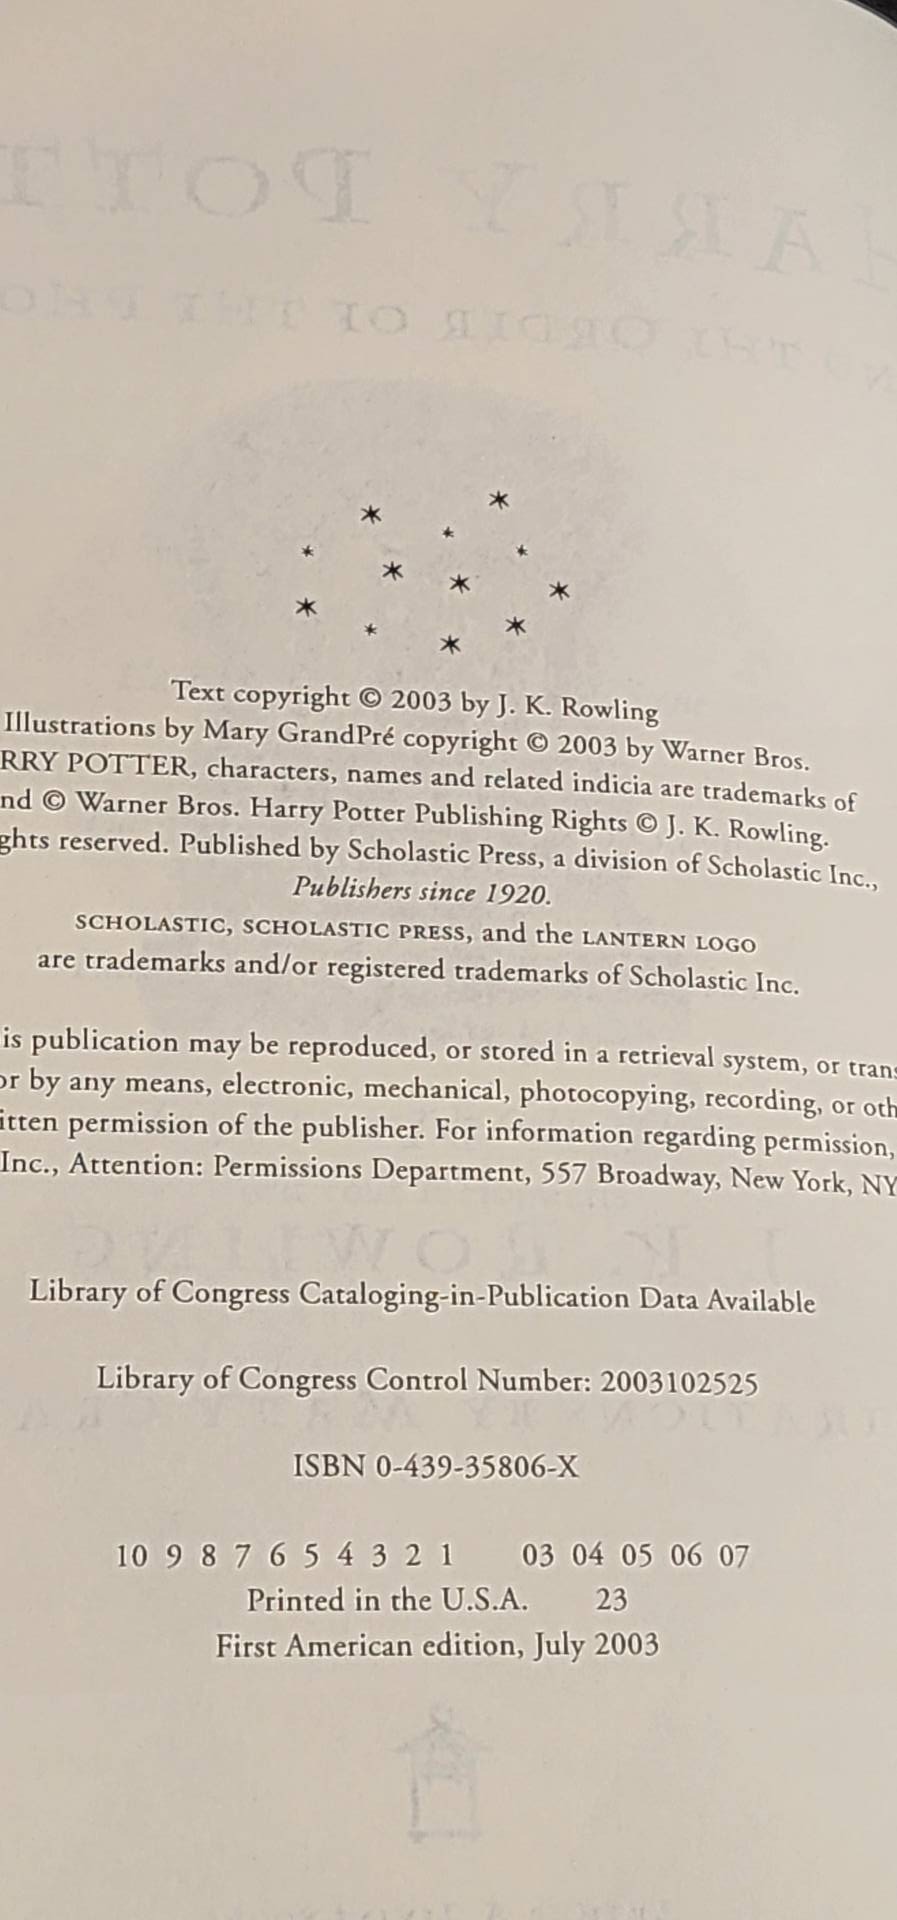 Text copyright © 2003 by J. K. Rowling
Illustrations by Mary GrandPré copyright © 2003 by Warner Bros.
RRY POTTER, characters, names and related indicia are trademarks of
nd © Warner Bros. Harry Potter Publishing Rights © J. K. Rowling.
ghts reserved. Published by Scholastic Press, a division of Scholastic Inc.,
Publishers since 1920.
SCHOLASTIC, SCHOLASTIC PRESS, and the LANTERN LOGO
are trademarks and/or registered trademarks of Scholastic Inc.
is publication may be reproduced, or stored in a retrieval system, or trans
or by any means, electronic, mechanical, photocopying, recording, or oth
itten permission of the publisher. For information regarding permission,
Inc., Attention: Permissions Department, 557 Broadway, New York, NY
Library of Congress Cataloging-in-Publication Data Available
Library of Congress Control Number: 2003102525
ISBN 0-439-35806-X
10 9 8 7 6 5 4 3 2 1 03 04 05 06 07
Printed in the U.S.A. 23
First American edition, July 2003